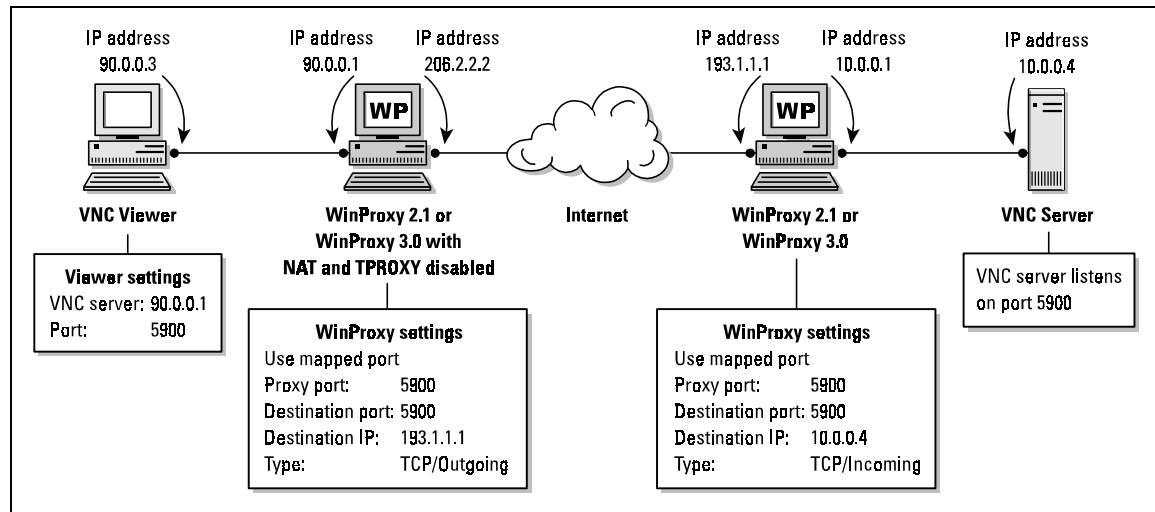 IP address
90.0.0.3
IP address
90.0.0.1
IP address
206.2.2.2
IP address
193.1.1.1
IP address
10.0.0.1
IP address
10.0.0.4
WP
WP
VNC Viewer
WinProxy 2.1 or
WinProxy 3.0 with
NAT and TPROXY disabled
Internet
WinProxy 2.1 or
WinProxy 3.0
VNC Server
Viewer settings
VNC server: 90.0.0.1
Port: 5900
WinProxy settings
Use mapped port
Proxy port: 5900
Destination port: 5900
Destination IP: 193.1.1.1
Type: TCP/Outgoing
WinProxy settings
Use mapped port
Proxy port: 5900
Destination port: 5900
Destination IP: 10.0.0.4
Type: TCP/Incoming
VNC server listens
on port 5900